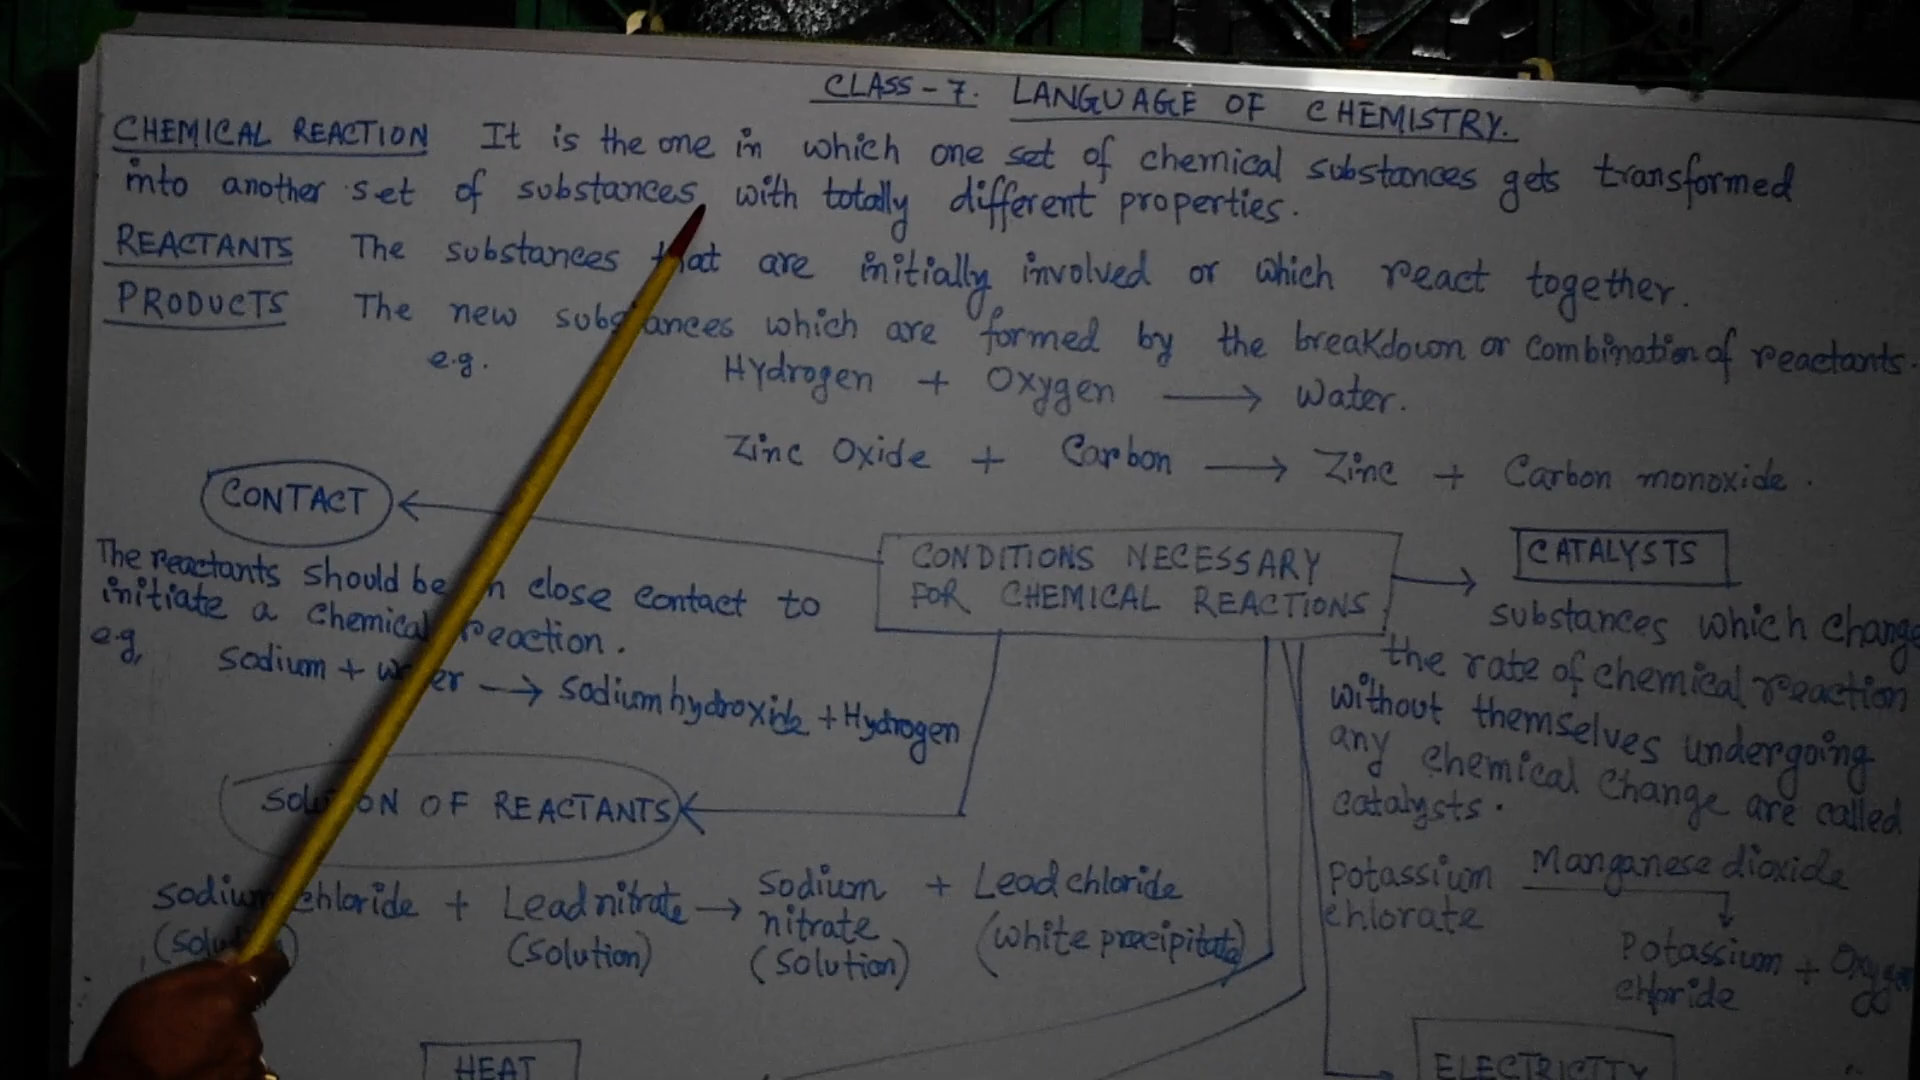 CLASS - 7. LANGUAGE OF CHEMISTRY.
CHEMICAL REACTION It is the one in which one set of chemical substances gets transformed
into another set of substances with totally different properties.
REACTANTS The substances that are initially involved or which react together.
PRODUCTS The new substances which are formed by the breakdown or combination of reactants.
e.g. Hydrogen + Oxygen → Water.
Zinc Oxide + Carbon → Zinc + Carbon monoxide.
CONTACT
The reactants should be in close contact to
initiate a chemical reaction.
e.g, Sodium + water → Sodium hydroxide + Hydrogen
CONDITIONS NECESSARY
FOR CHEMICAL REACTIONS
CATALYSTS
substances which change
the rate of chemical reaction
without themselves undergoing
any chemical change are called
catalysts.
SOLUTION OF REACTANTS
Sodium chloride + Lead nitrate → Sodium nitrate + Lead chloride
(solution) (solution) (solution) (white precipitate)
Potassium chlorate Manganese dioxide
Potassium chloride + Oxygen
HEAT
ELECTRICITY